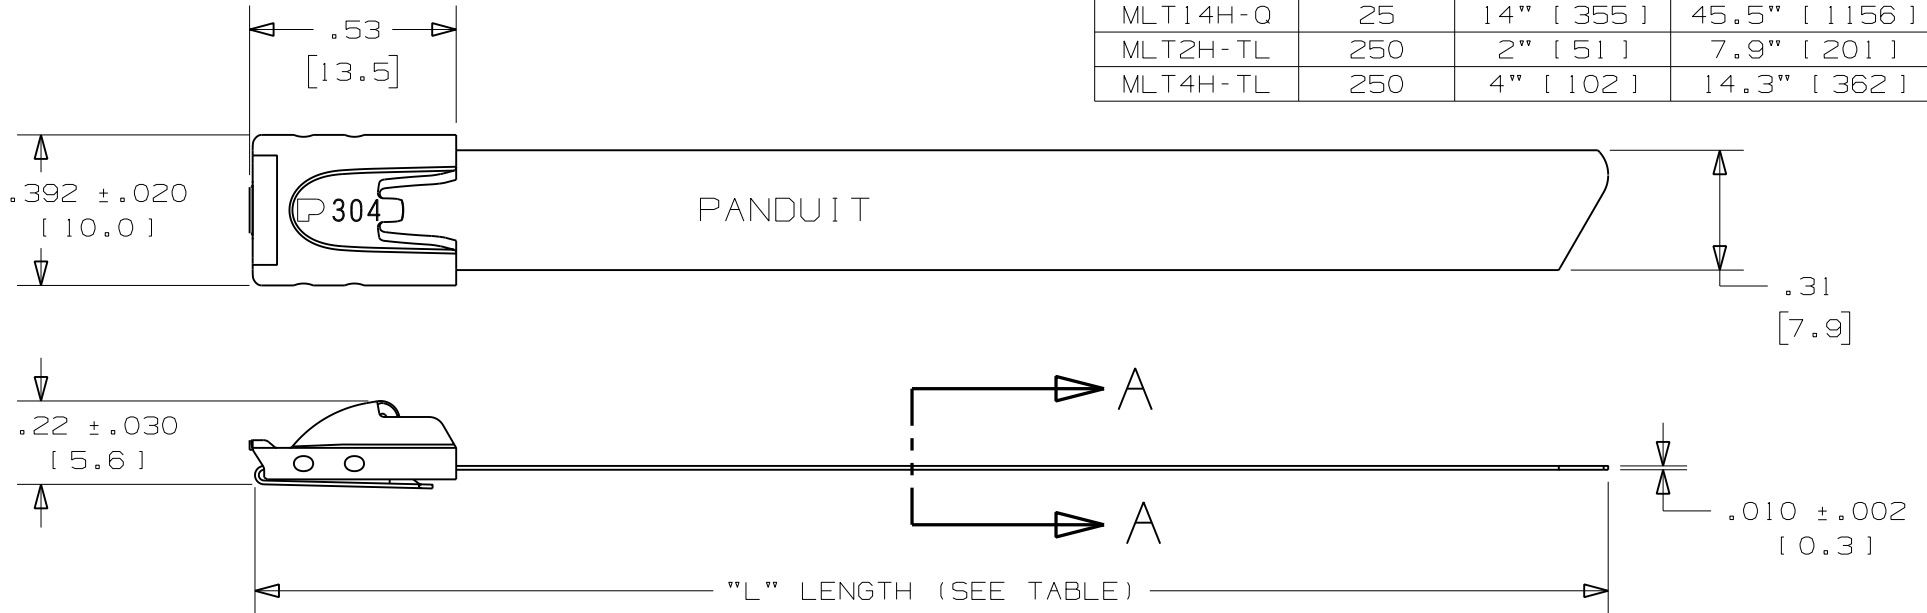 MLT14H-Q 25 14" [ 355 ] 45.5" [ 1156 ]
MLT2H-TL 250 2" [ 51 ] 7.9" [ 201 ]
MLT4H-TL 250 4" [ 102 ] 14.3" [ 362 ]
.53
[13.5]
.392 ±.020
[ 10.0 ]
P 304
PANDUIT
.31
[7.9]
.22 ±.030
[ 5.6 ]
A
A
.010 ±.002
[ 0.3 ]
"L" LENGTH (SEE TABLE)